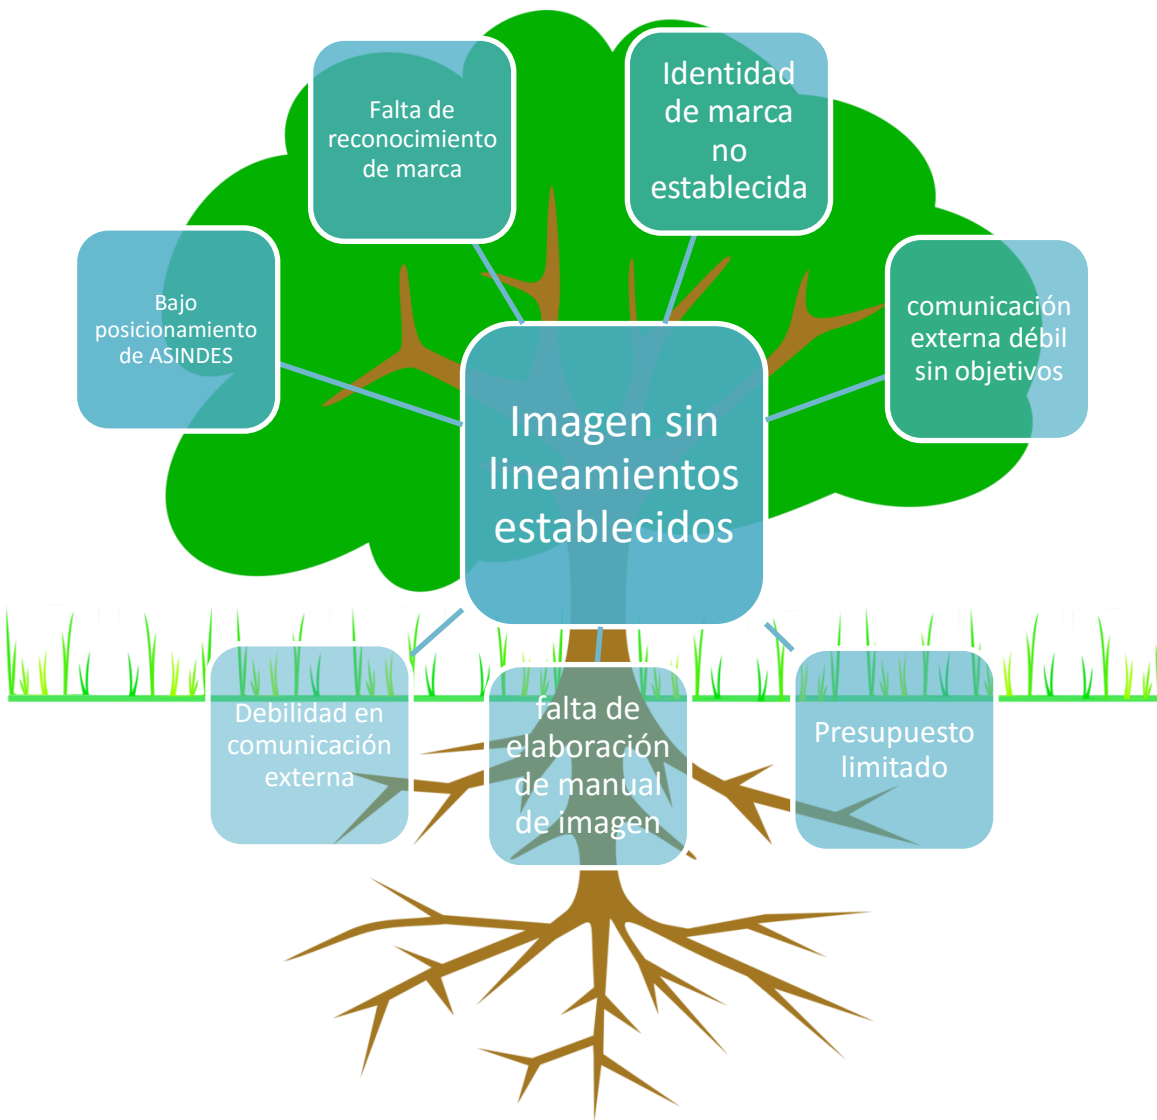 Falta de
reconocimiento
de marca
Identidad
de marca
no
establecida
Bajo
posicionamiento
de ASINDES
comunicación
externa débil
sin objetivos
Imagen sin
lineamientos
establecidos
Debilidad en
comunicación
externa
falta de
elaboración
de manual
de imagen
Presupuesto
limitado